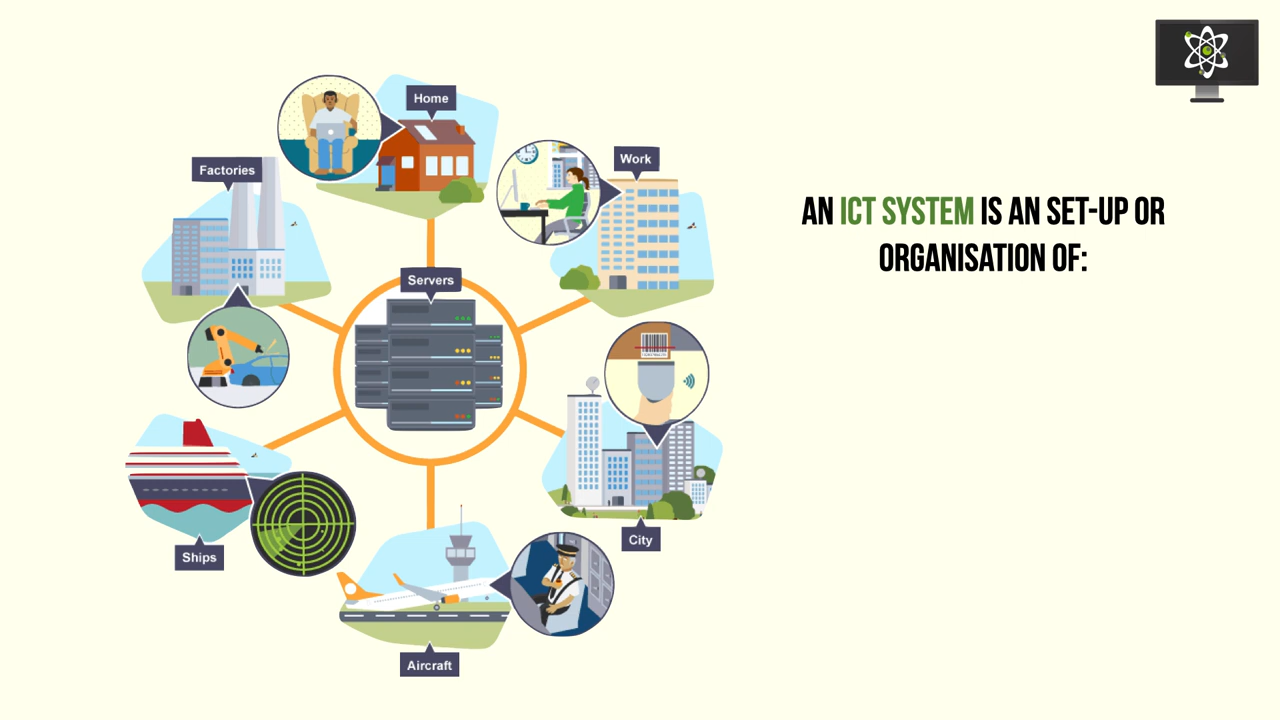 Home
Work
Factories
Servers
AN ICT SYSTEM IS AN SET-UP OR
ORGANISATION OF:
City
Ships
Aircraft